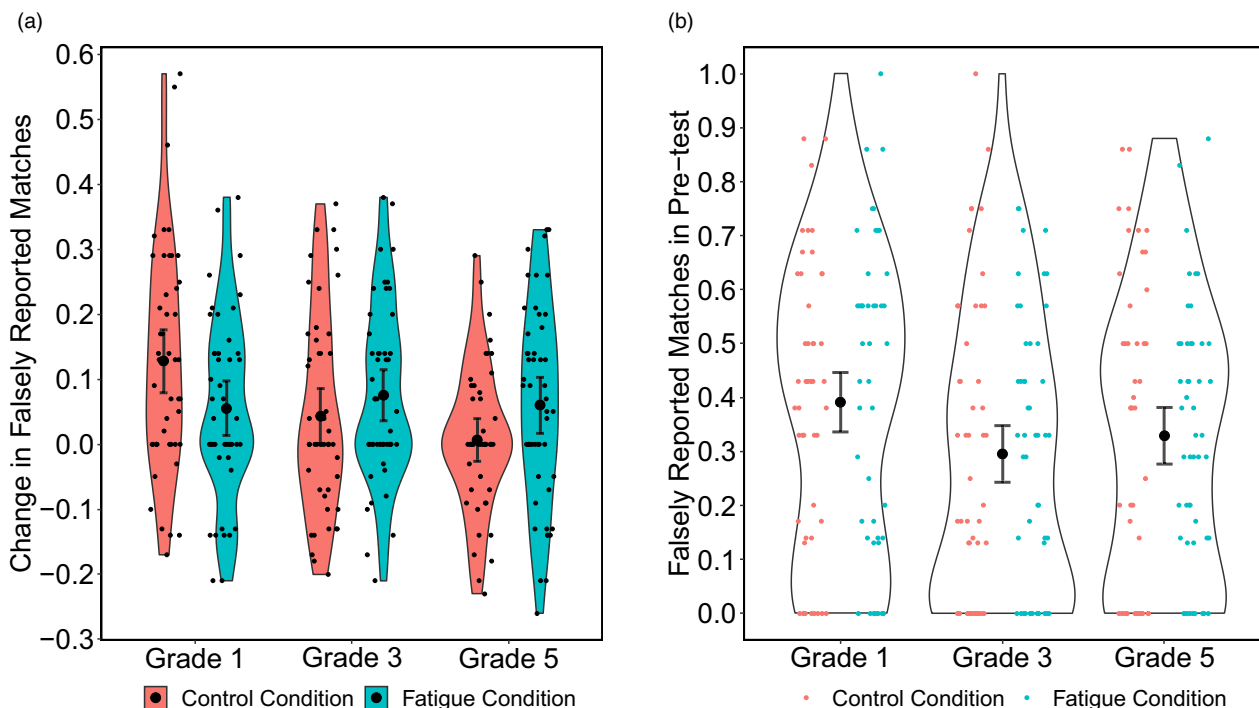 (a)
Change in Falsely Reported Matches
0.6
0.5
0.4
0.3
0.2
0.1
0.0
−0.1
−0.2
−0.3
Grade 1 Grade 3 Grade 5
Control Condition Fatigue Condition
(b)
Falsely Reported Matches in Pre-test
1.0
0.9
0.8
0.7
0.6
0.5
0.4
0.3
0.2
0.1
0.0
Grade 1 Grade 3 Grade 5
Control Condition Fatigue Condition